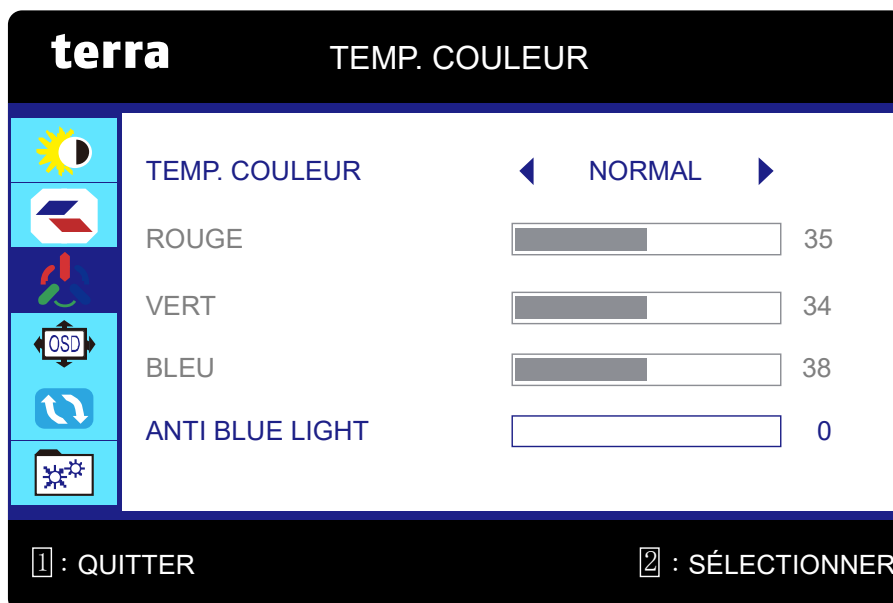 terra TEMP. COULEUR
TEMP. COULEUR NORMAL
ROUGE 35
VERT 34
OSD
BLEU 38
ANTI BLUE LIGHT 0
1 : QUITTER 2 : SÉLECTIONNER